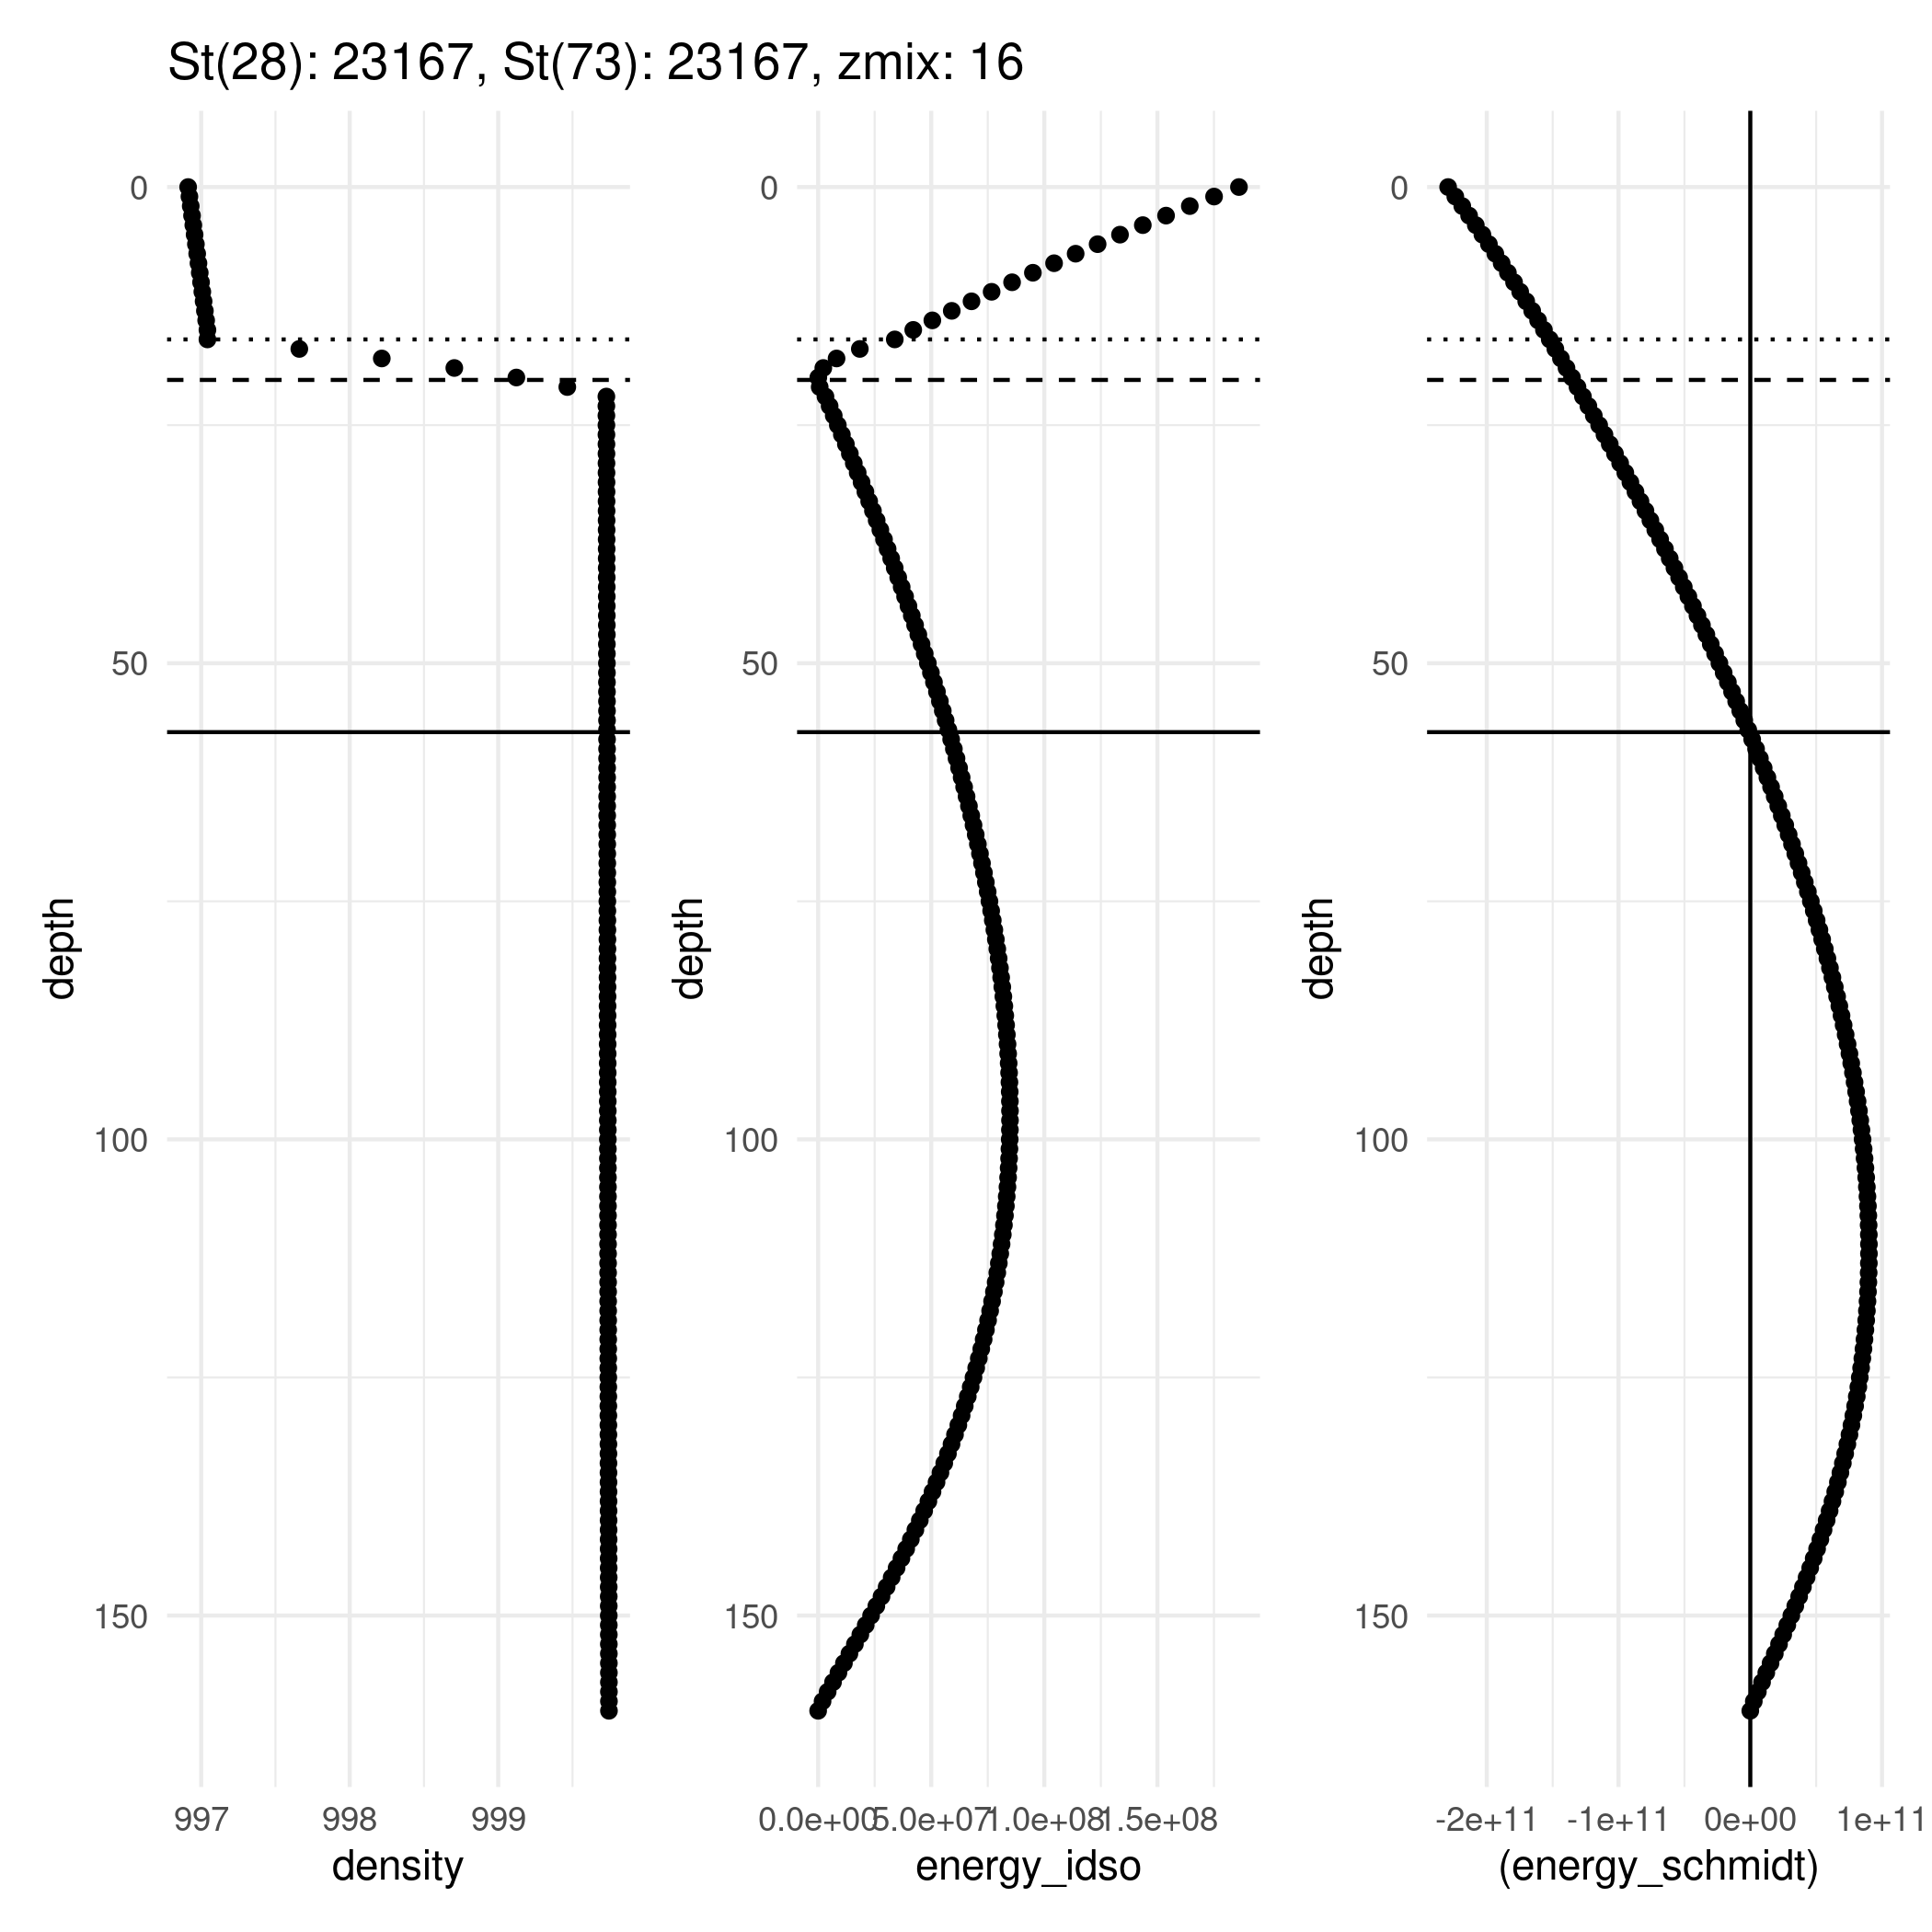 St(28): 23167, St(73): 23167, zmix: 16
0
50
100
150
depth
997
998
999
density
0
50
100
150
depth
0.0e+00
5.0e+07
1.0e+08
1.5e+08
energy_idso
0
50
100
150
depth
-2e+11
-1e+11
0e+00
1e+11
(energy_schmidt)